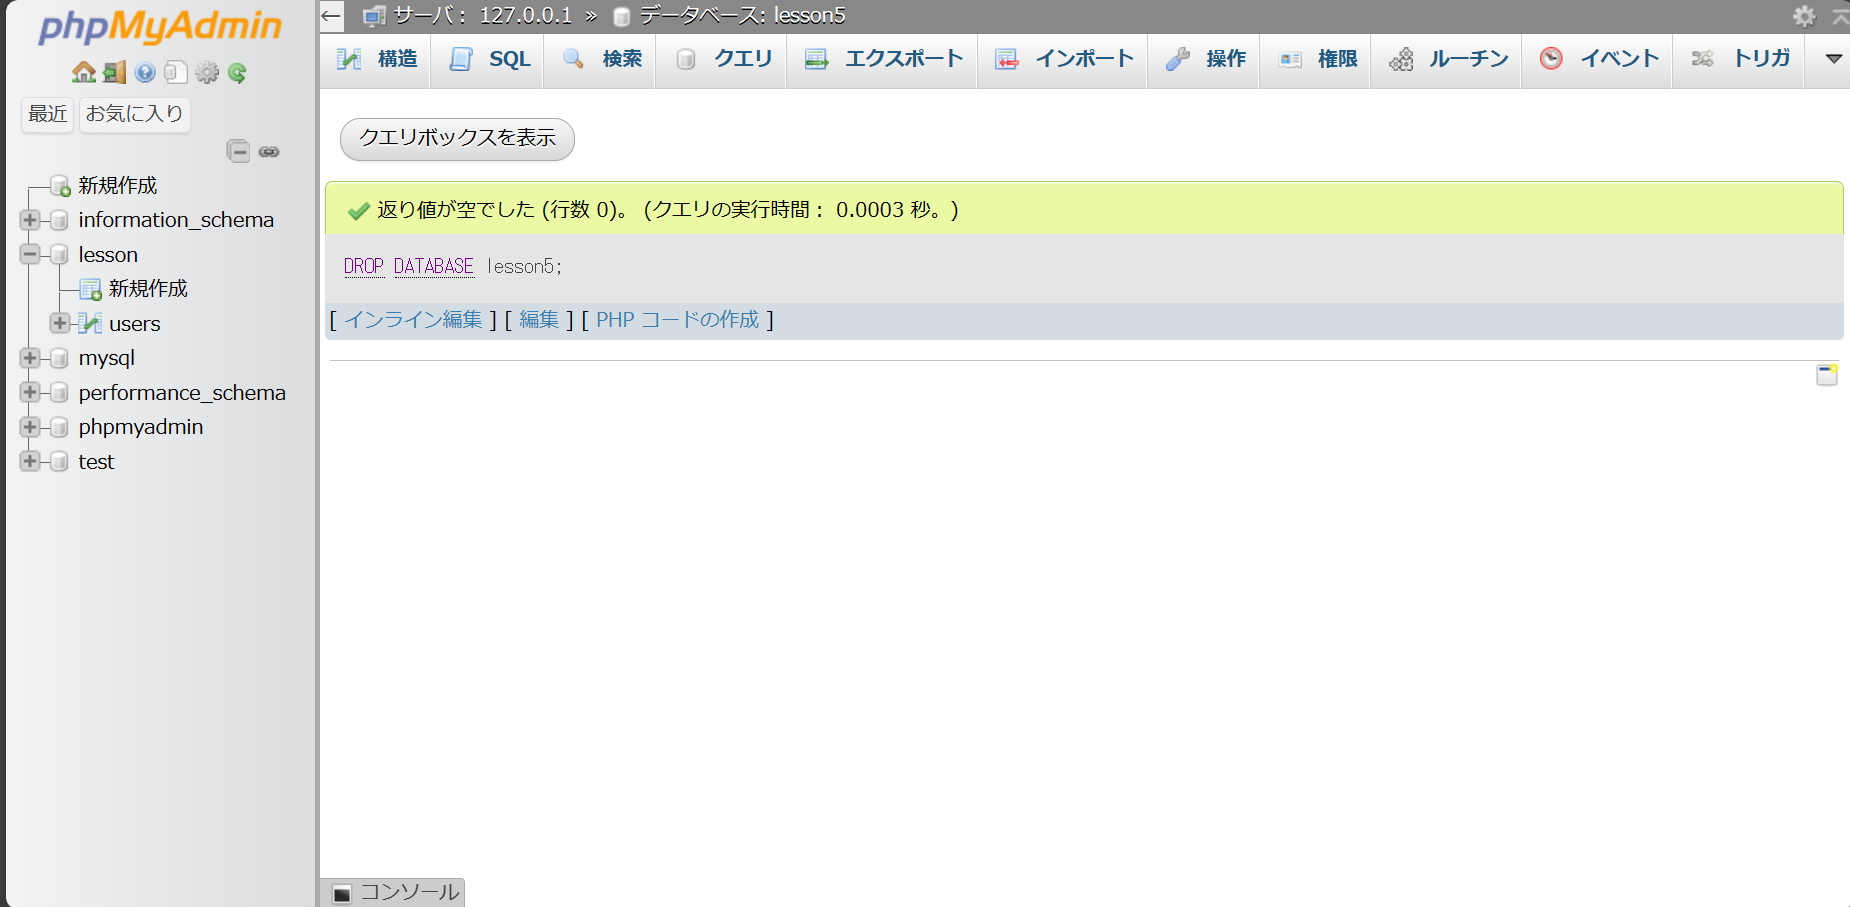 phpMyAdmin
最近 お気に入り
新規作成
information_schema
lesson
新規作成
users
mysql
performance_schema
phpmyadmin
test
サーバ： 127.0.0.1 » データベース: lesson5
構造 SQL 検索 クエリ エクスポート インポート 操作 権限 ルーチン イベント トリガ
クエリボックスを表示
返り値が空でした (行数 0)。 (クエリの実行時間： 0.0003 秒。)
DROP DATABASE lesson5;
[ インライン編集 ] [ 編集 ] [ PHP コードの作成 ]
コンソール